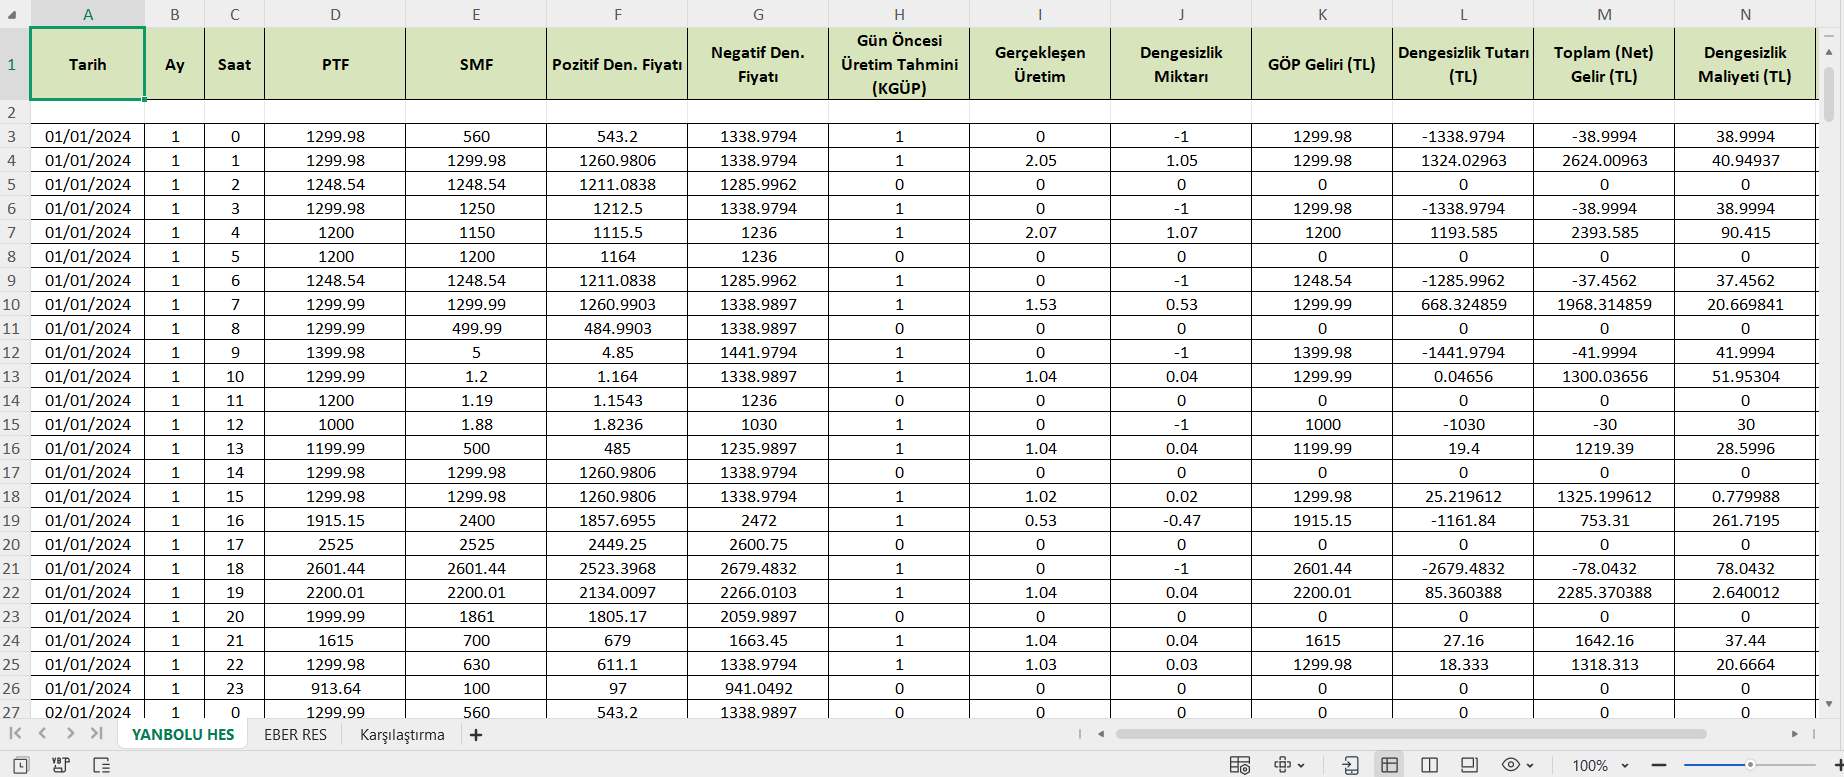 A B C D E F G H I J K L M N
1 Tarih Ay Saat PTF SMF Pozitif Den. Fiyatı Negatif Den. Fiyatı Gün Öncesi Üretim Tahmini (KGÜP) Gerçekleşen Üretim Dengesizlik Miktarı GÖP Geliri (TL) Dengesizlik Tutarı (TL) Toplam (Net) Gelir (TL) Dengesizlik Maliyeti (TL)
2
3 01/01/2024 1 0 1299.98 560 543.2 1338.9794 1 0 -1 1299.98 -1338.9794 -38.9994 38.9994
4 01/01/2024 1 1 1299.98 1299.98 1260.9806 1338.9794 1 2.05 1.05 1299.98 1324.02963 2624.00963 40.94937
5 01/01/2024 1 2 1248.54 1248.54 1211.0838 1285.9962 0 0 0 0 0 0 0
6 01/01/2024 1 3 1299.98 1250 1212.5 1338.9794 1 0 -1 1299.98 -1338.9794 -38.9994 38.9994
7 01/01/2024 1 4 1200 1150 1115.5 1236 1 2.07 1.07 1200 1193.585 2393.585 90.415
8 01/01/2024 1 5 1200 1200 1164 1236 0 0 0 0 0 0 0
9 01/01/2024 1 6 1248.54 1248.54 1211.0838 1285.9962 1 0 -1 1248.54 -1285.9962 -37.4562 37.4562
10 01/01/2024 1 7 1299.99 1299.99 1260.9903 1338.9897 1 1.53 0.53 1299.99 668.324859 1968.314859 20.669841
11 01/01/2024 1 8 1299.99 499.99 484.9903 1338.9897 0 0 0 0 0 0 0
12 01/01/2024 1 9 1399.98 5 4.85 1441.9794 1 0 -1 1399.98 -1441.9794 -41.9994 41.9994
13 01/01/2024 1 10 1299.99 1.2 1.164 1338.9897 1 1.04 0.04 1299.99 0.04656 1300.03656 51.95304
14 01/01/2024 1 11 1200 1.19 1.1543 1236 0 0 0 0 0 0 0
15 01/01/2024 1 12 1000 1.88 1.8236 1030 1 0 -1 1000 -1030 -30 30
16 01/01/2024 1 13 1199.99 500 485 1235.9897 1 1.04 0.04 1199.99 19.4 1219.39 28.5996
17 01/01/2024 1 14 1299.98 1299.98 1260.9806 1338.9794 0 0 0 0 0 0 0
18 01/01/2024 1 15 1299.98 1299.98 1260.9806 1338.9794 1 1.02 0.02 1299.98 25.219612 1325.199612 0.779988
19 01/01/2024 1 16 1915.15 2400 1857.6955 2472 1 0.53 -0.47 1915.15 -1161.84 753.31 261.7195
20 01/01/2024 1 17 2525 2525 2449.25 2600.75 0 0 0 0 0 0 0
21 01/01/2024 1 18 2601.44 2601.44 2523.3968 2679.4832 1 0 -1 2601.44 -2679.4832 -78.0432 78.0432
22 01/01/2024 1 19 2200.01 2200.01 2134.0097 2266.0103 1 1.04 0.04 2200.01 85.360388 2285.370388 2.640012
23 01/01/2024 1 20 1999.99 1861 1805.17 2059.9897 0 0 0 0 0 0 0
24 01/01/2024 1 21 1615 700 679 1663.45 1 1.04 0.04 1615 27.16 1642.16 37.44
25 01/01/2024 1 22 1299.98 630 611.1 1338.9794 1 1.03 0.03 1299.98 18.333 1318.313 20.6664
26 01/01/2024 1 23 913.64 100 97 941.0492 0 0 0 0 0 0 0
27 02/01/2024 1 0 1299.99 560 543.2 1338.9897 0 0 0 0 0 0 0
YANBOLU HES EBER RES Karşılaştırma +
100%